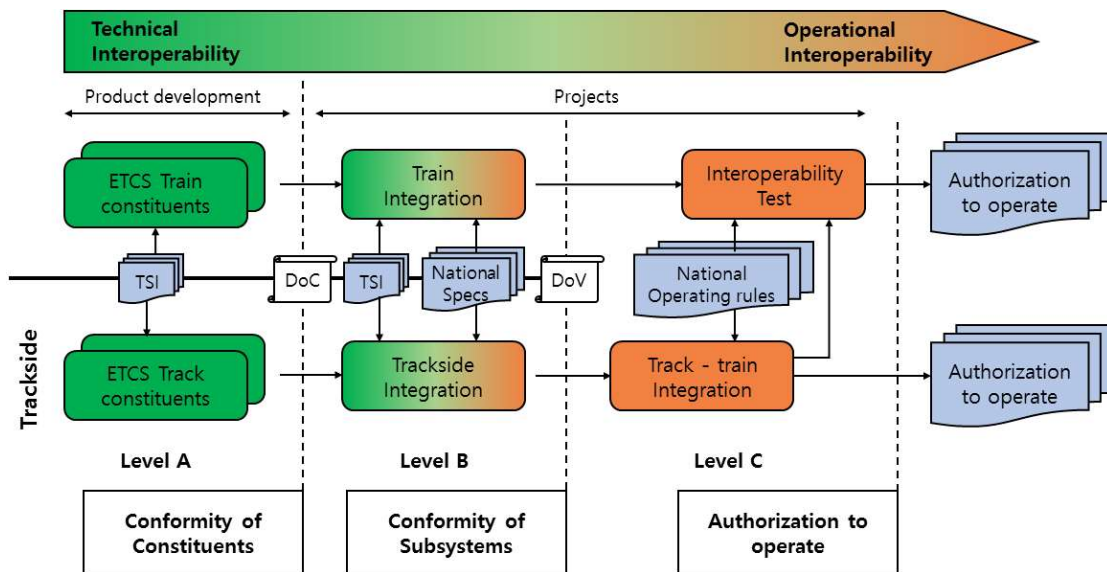 Technical
Interoperability
Operational
Interoperability
Product development
Projects
ETCS Train
constituents
Train
Integration
Interoperability
Test
Authorization
to operate
TSI
DoC
TSI
National
Specs
DoV
National
Operating rules
Trackside
ETCS Track
constituents
Trackside
Integration
Track - train
Integration
Authorization
to operate
Level A
Level B
Level C
Conformity of
Constituents
Conformity of
Subsystems
Authorization to
operate